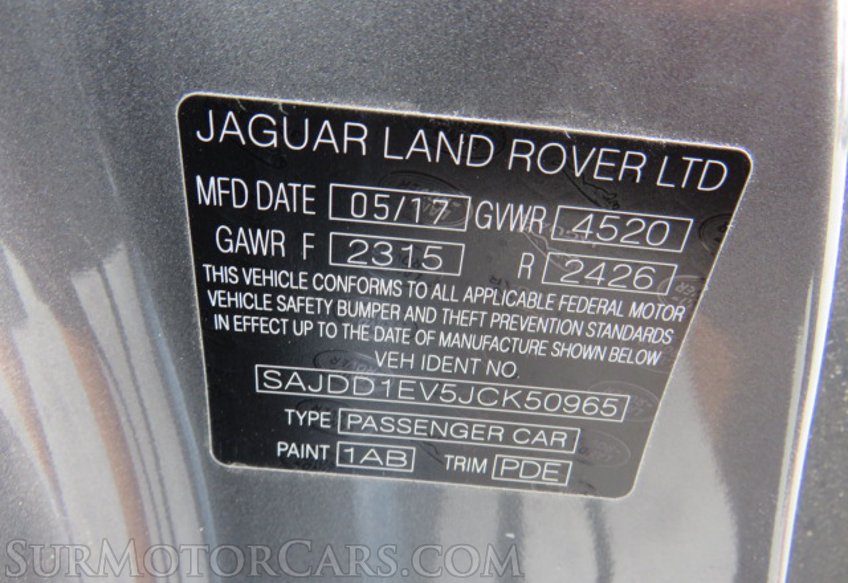 JAGUAR LAND ROVER LTD
MFD DATE 05/17 GVWR 4520
GAWR F 2315 R 2426
THIS VEHICLE CONFORMS TO ALL APPLICABLE FEDERAL MOTOR
VEHICLE SAFETY BUMPER AND THEFT PREVENTION STANDARDS
IN EFFECT UP TO THE DATE OF MANUFACTURE SHOWN BELOW
VEH IDENT NO.
SAJDD1EV5JCK50965
TYPE PASSENGER CAR
PAINT 1AB TRIM PDE
SURMOTORCARS.COM